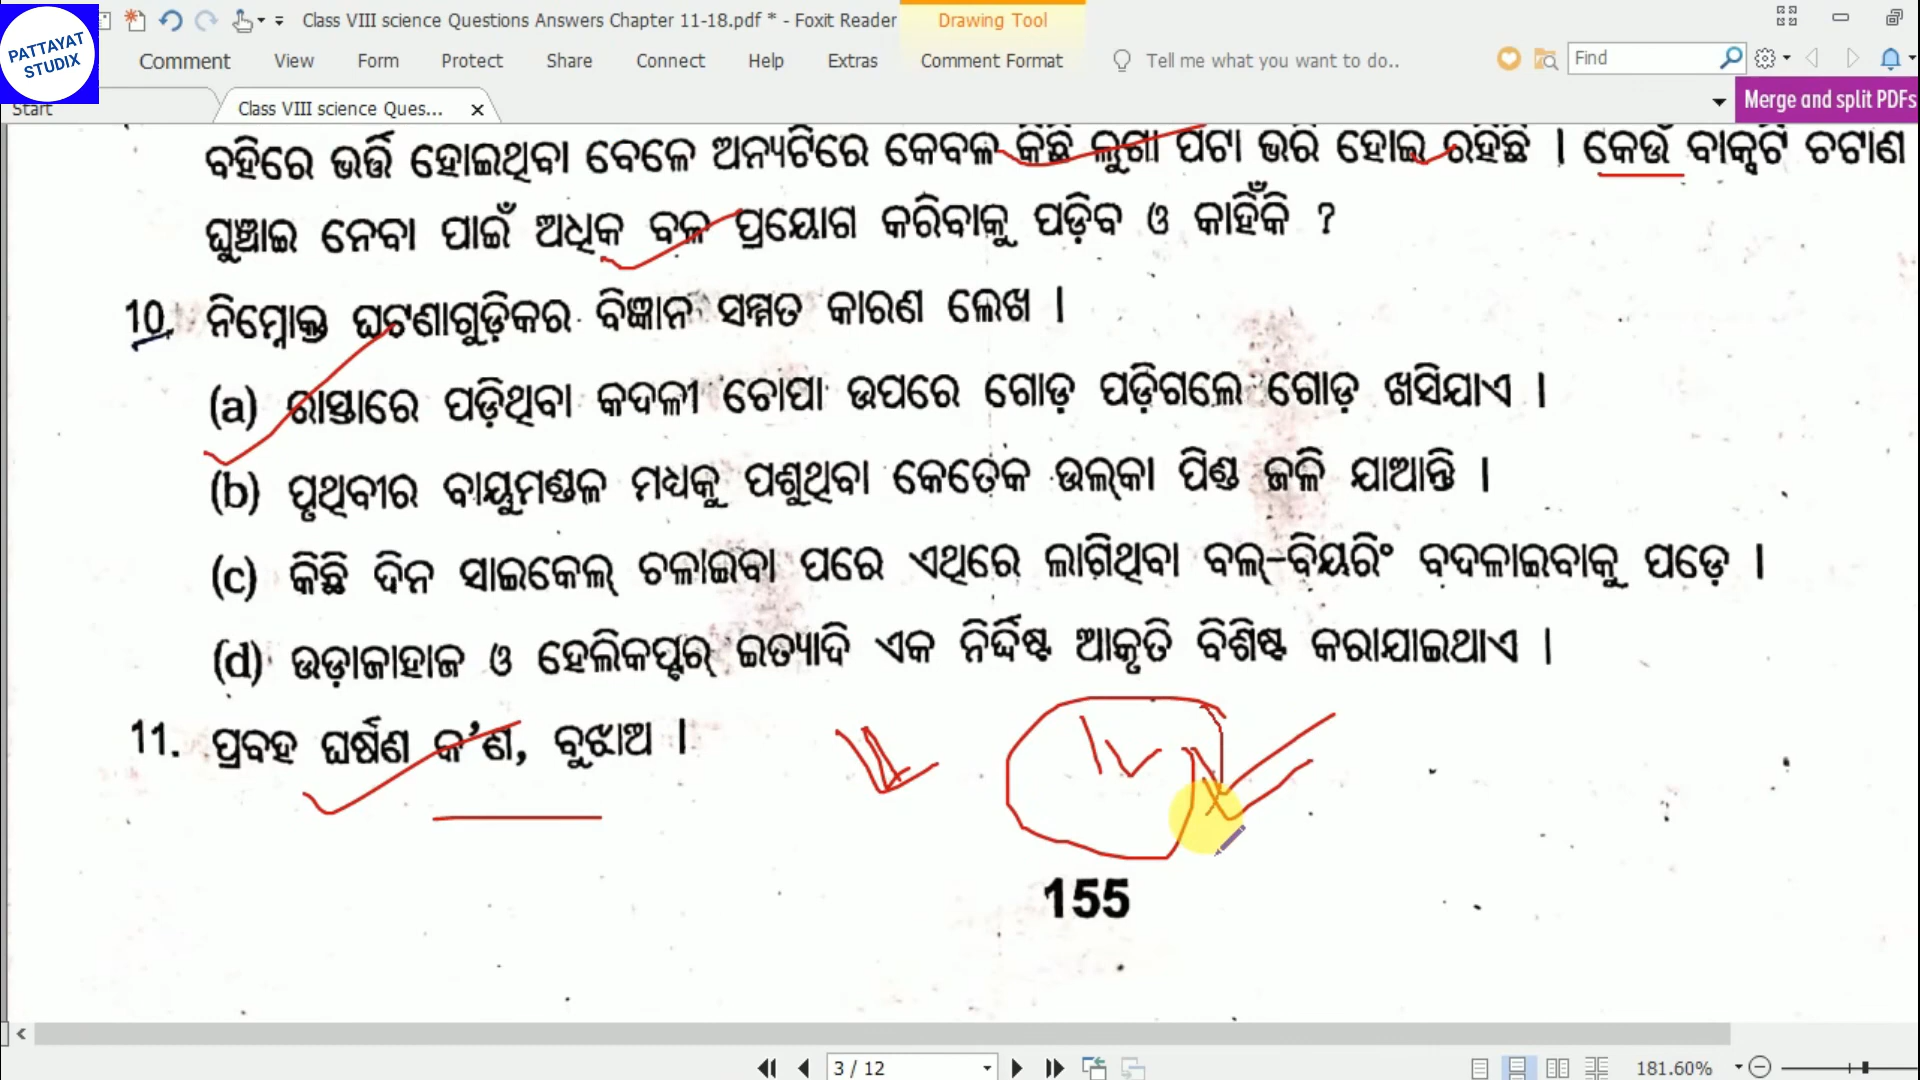 PATTAYAT
STUDIX
Class VIII science Questions Answers Chapter 11-18.pdf * - Foxit Reader
Drawing Tool
Comment View Form Protect Share Connect Help Extras Comment Format Tell me what you want to do.. Find
Start Class VIII science Ques... Merge and split PDFs
ବହିରେ ଭର୍ତ୍ତି ହୋଇଥିବା ବେଳେ ଅନ୍ୟଟିରେ କେବଳ କିଛି ଲୁଗା ପଟା ଭରି ହୋଇ ରହିଛି । କେଉଁ ବାକ୍ସଟି ଚଟାଣ
ଘୁଞ୍ଚାଇ ନେବା ପାଇଁ ଅଧିକ ବଳ ପ୍ରୟୋଗ କରିବାକୁ ପଡ଼ିବ ଓ କାହିଁକି ?
10. ନିମ୍ନୋକ୍ତ ଘଟଣାଗୁଡ଼ିକର ବିଜ୍ଞାନ ସମ୍ମତ କାରଣ ଲେଖ ।
(a) ରାସ୍ତାରେ ପଡ଼ିଥିବା କଦଳୀ ଚୋପା ଉପରେ ଗୋଡ଼ ପଡ଼ିଗଲେ ଗୋଡ଼ ଖସିଯାଏ ।
(b) ପୃଥିବୀର ବାୟୁମଣ୍ଡଳ ମଧ୍ୟକୁ ପଶୁଥିବା କେତେକ ଉଲ୍‌କା ପିଣ୍ଡ ଜଳି ଯାଆନ୍ତି ।
(c) କିଛି ଦିନ ସାଇକେଲ୍ ଚଳାଇବା ପରେ ଏଥିରେ ଲାଗିଥିବା ବଲ୍-ବିୟରିଂ ବଦଳାଇବାକୁ ପଡ଼େ ।
(d) ଉଡ଼ାଜାହାଜ ଓ ହେଲିକପ୍ଟର୍ ଇତ୍ୟାଦି ଏକ ନିର୍ଦ୍ଦିଷ୍ଟ ଆକୃତି ବିଶିଷ୍ଟ କରାଯାଇଥାଏ ।
11. ପ୍ରବହ ଘର୍ଷଣ କ'ଣ, ବୁଝାଅ ।
155
3 / 12 181.60%